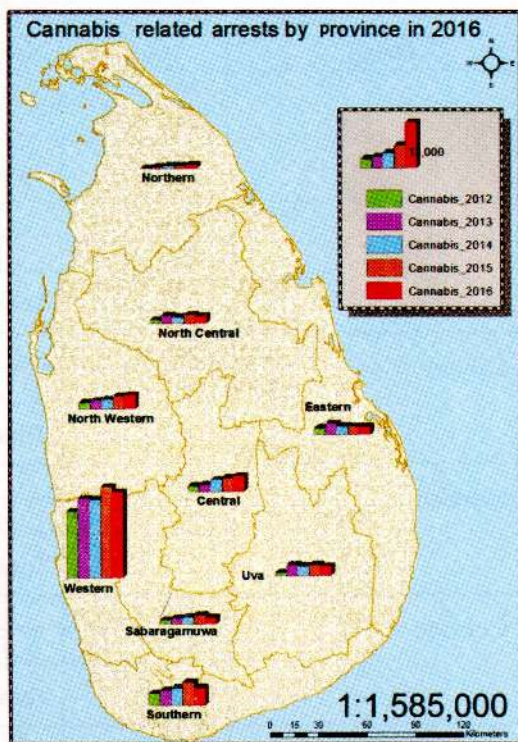 Cannabis related arrests by province in 2016
N
W E
S
Northern
,000
Cannabis_2012
Cannabis_2013
Cannabis_2014
Cannabis_2015
Cannabis_2016
North Central
Eastern
North Western
Central
Western
Uva
Sabaragamuwa
Southern
1:1,585,000
0 15 30 60 90 120
Kilometers